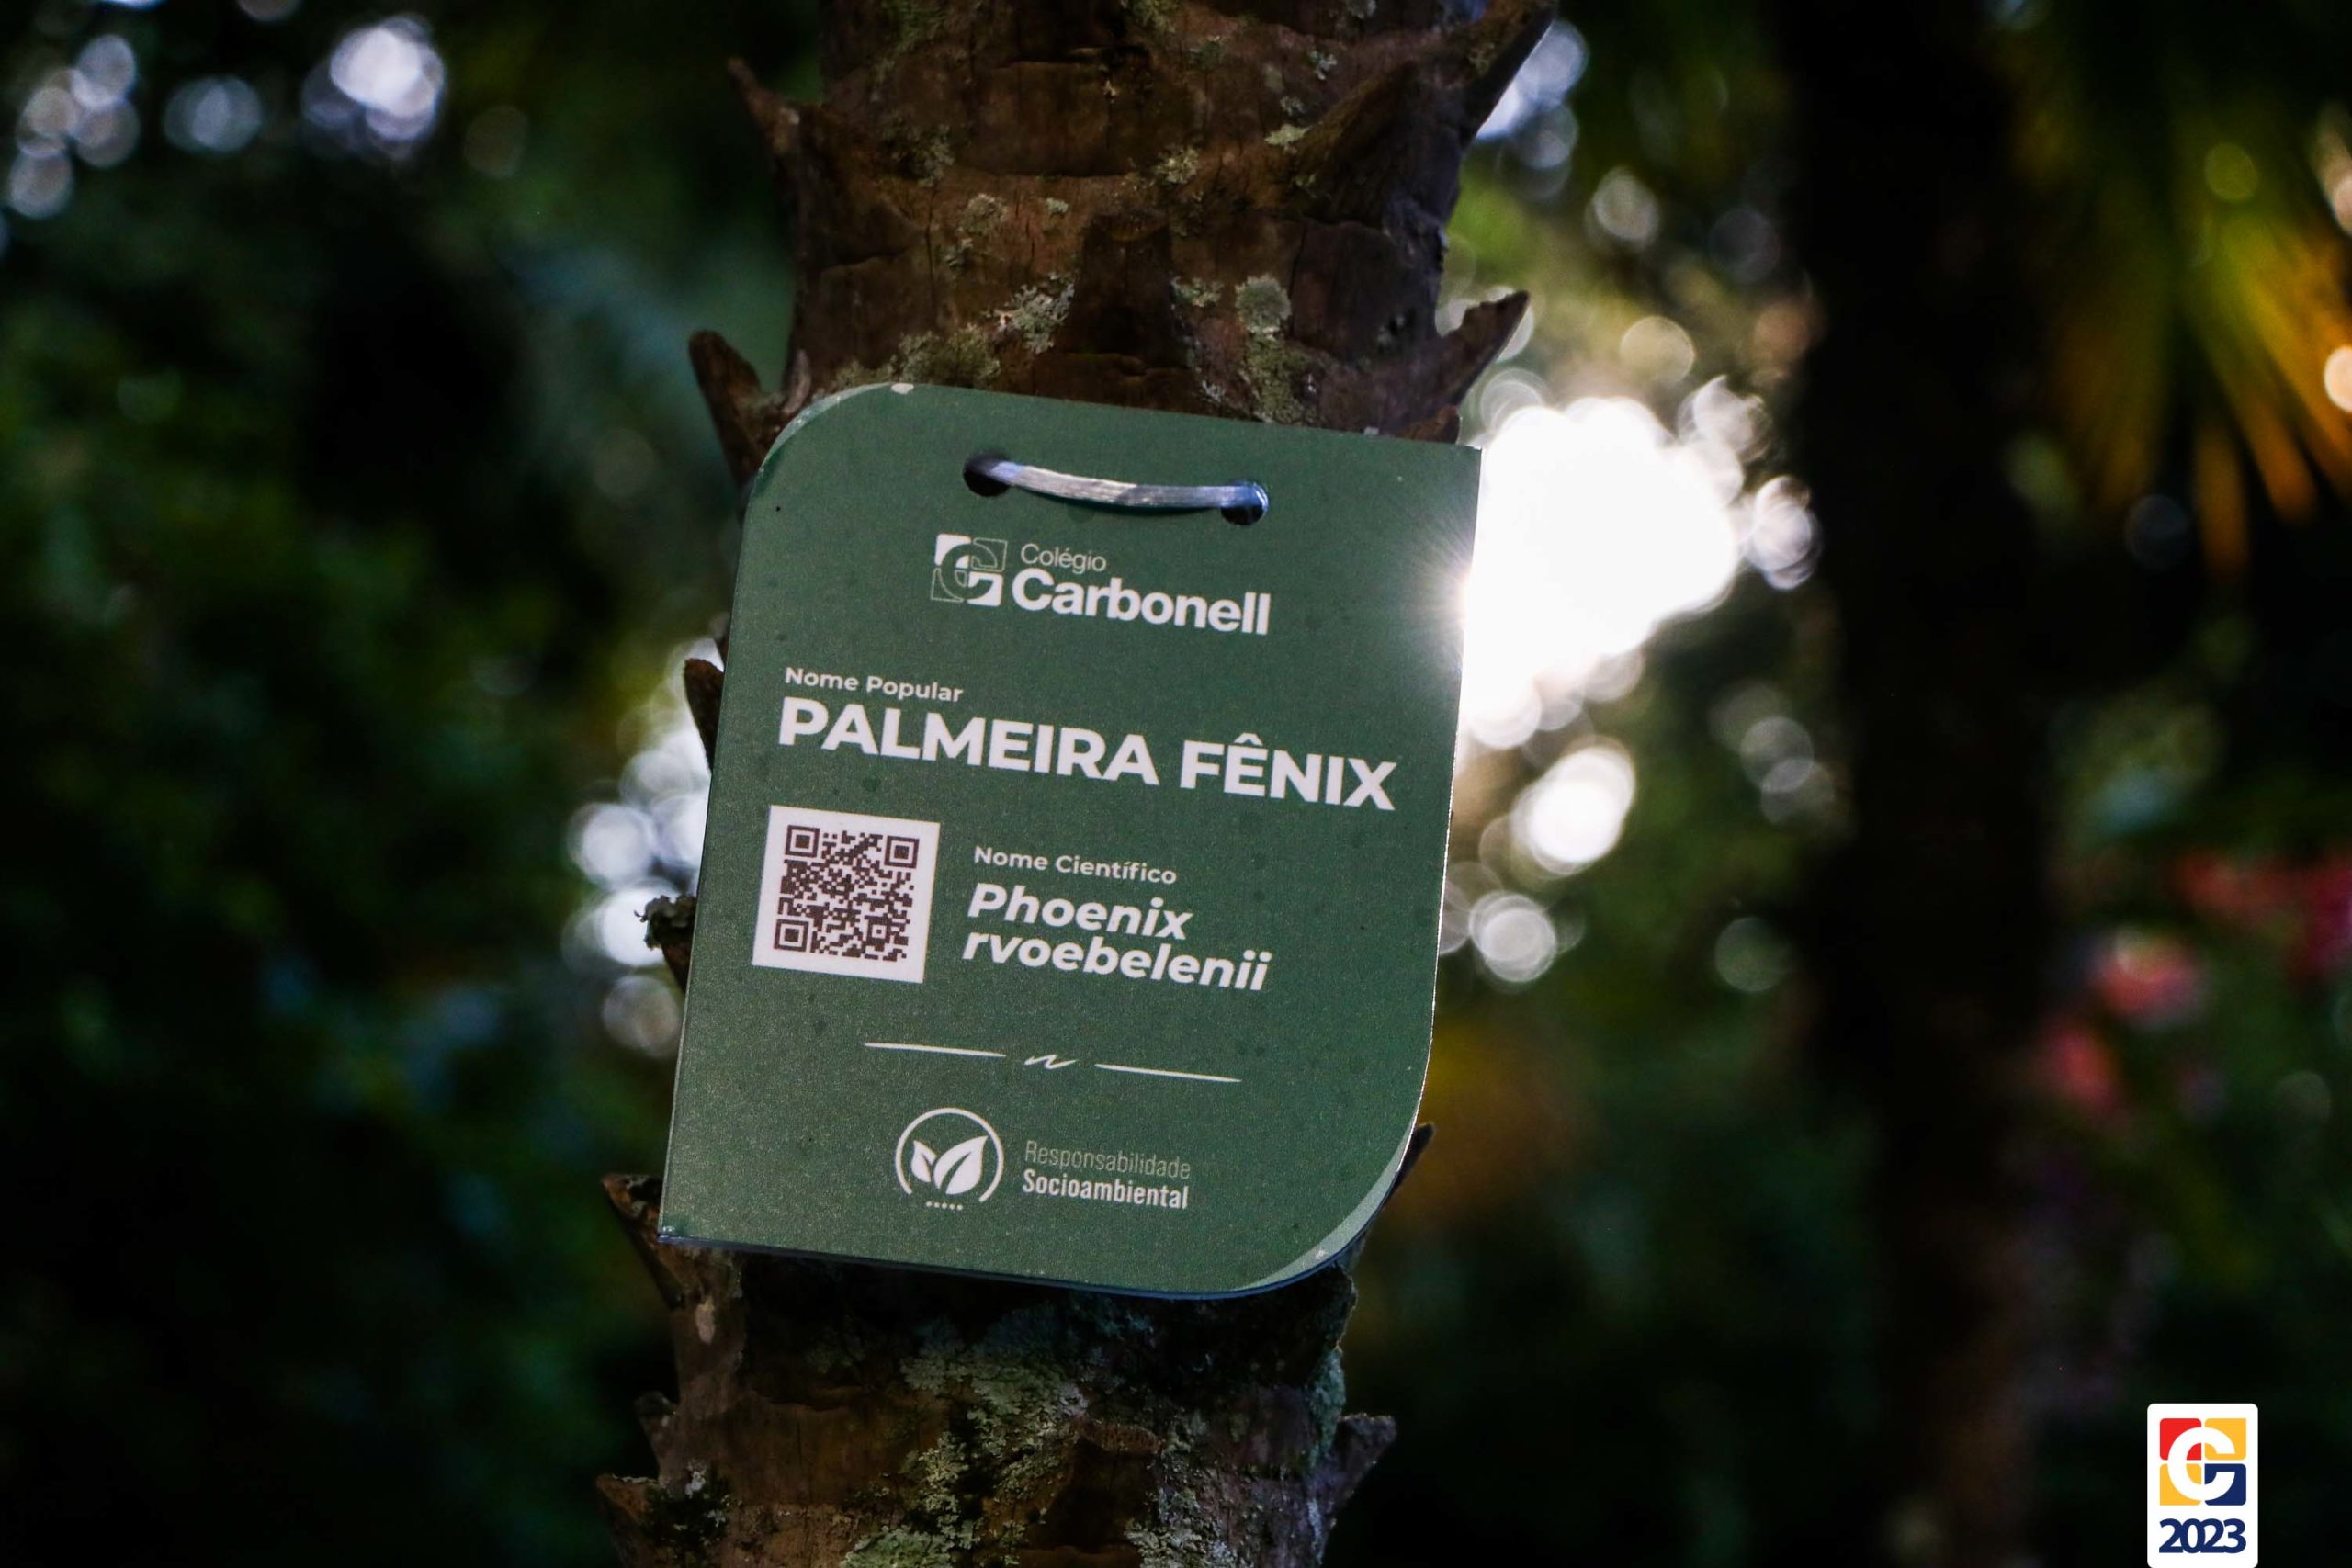 Colégio
Carbonell
Nome Popular
PALMEIRA FÊNIX
Nome Científico
Phoenix
rvoebelenii
Responsabilidade
Socioambiental
2023